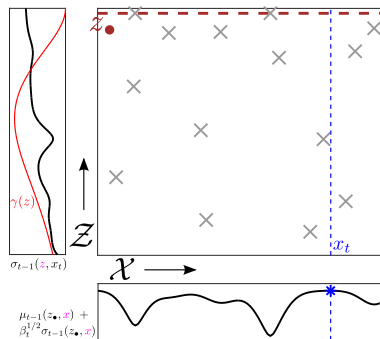 z
γ(z)
𝒵
x_t
σ_{t−1}(z, x_t)
𝒳
μ_{t−1}(z_•, x) +
β_t^{1/2} σ_{t−1}(z_•, x)